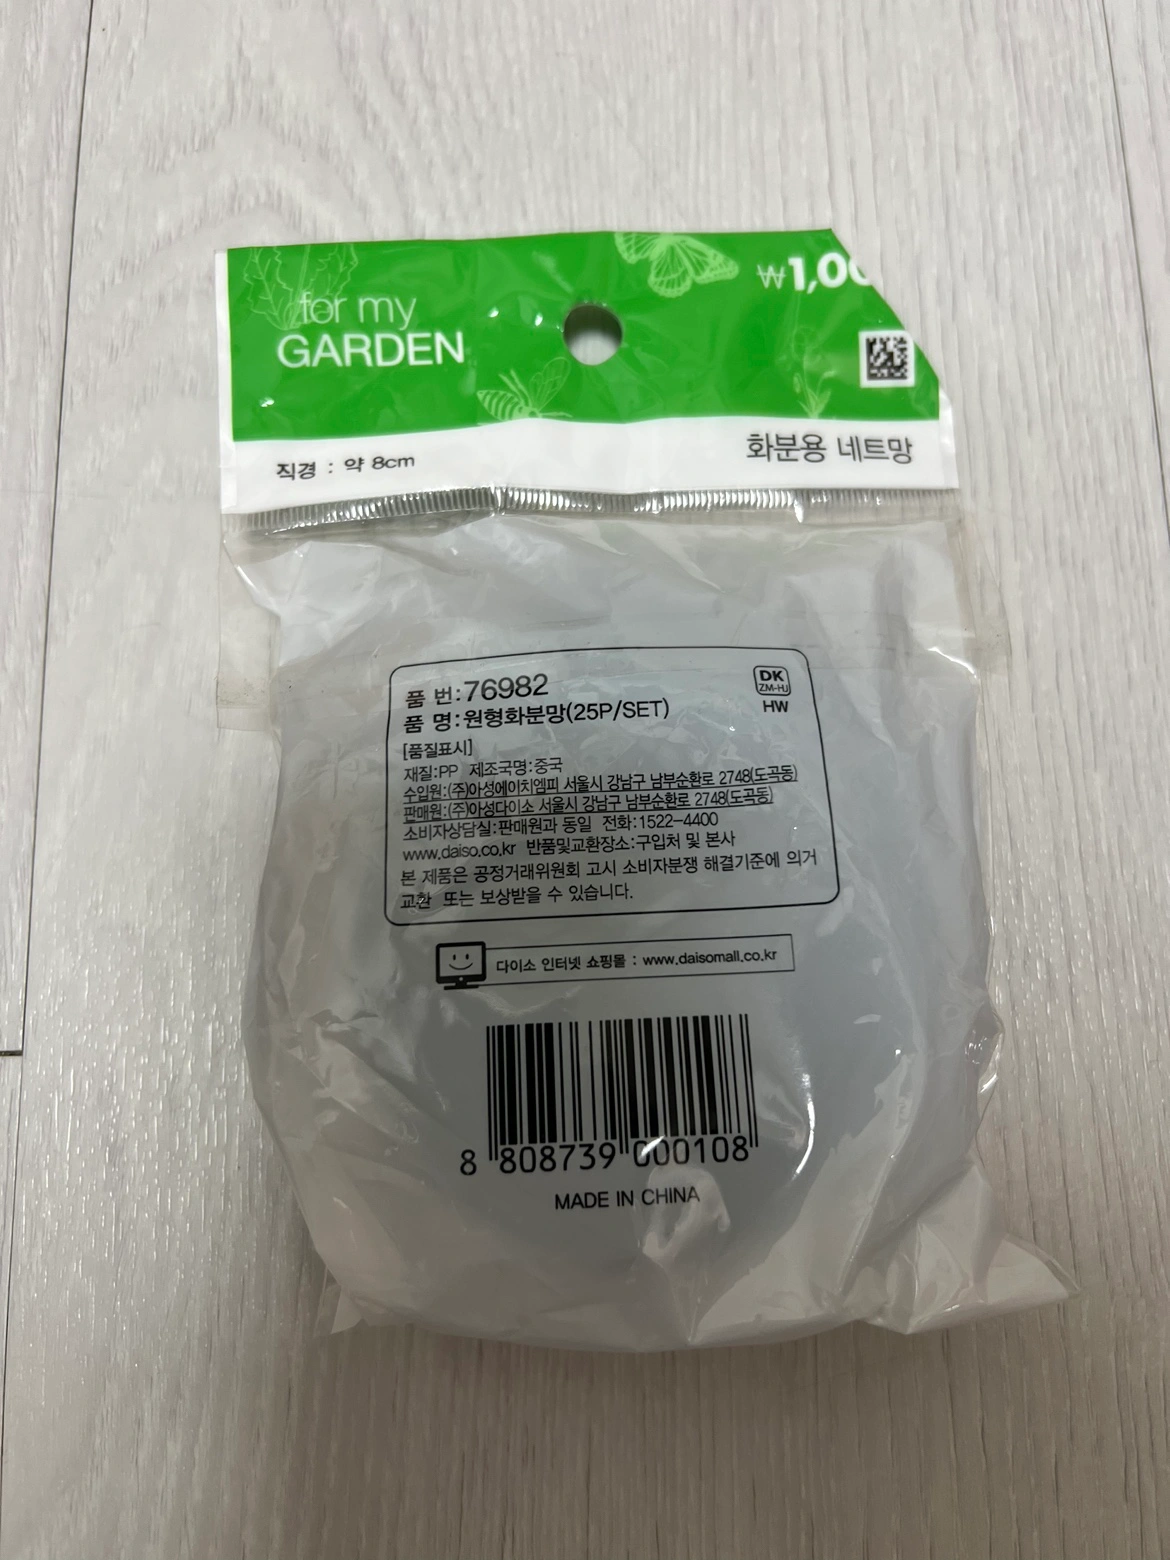 for my
GARDEN
₩1,00
직경 : 약 8cm
화분용 네트망
품 번:76982
DK
ZM-HJ
HW
품 명:원형화분망(25P/SET)
[품질표시]
재질:PP 제조국명:중국
수입원:(주)아성에이치엠피 서울시 강남구 남부순환로 2748(도곡동)
판매원:(주)아성다이소 서울시 강남구 남부순환로 2748(도곡동)
소비자상담실:판매원과 동일 전화:1522-4400
www.daiso.co.kr 반품및교환장소:구입처 및 본사
본 제품은 공정거래위원회 고시 소비자분쟁 해결기준에 의거
교환 또는 보상받을 수 있습니다.
다이소 인터넷 쇼핑몰 : www.daisomall.co.kr
8 808739 000108
MADE IN CHINA